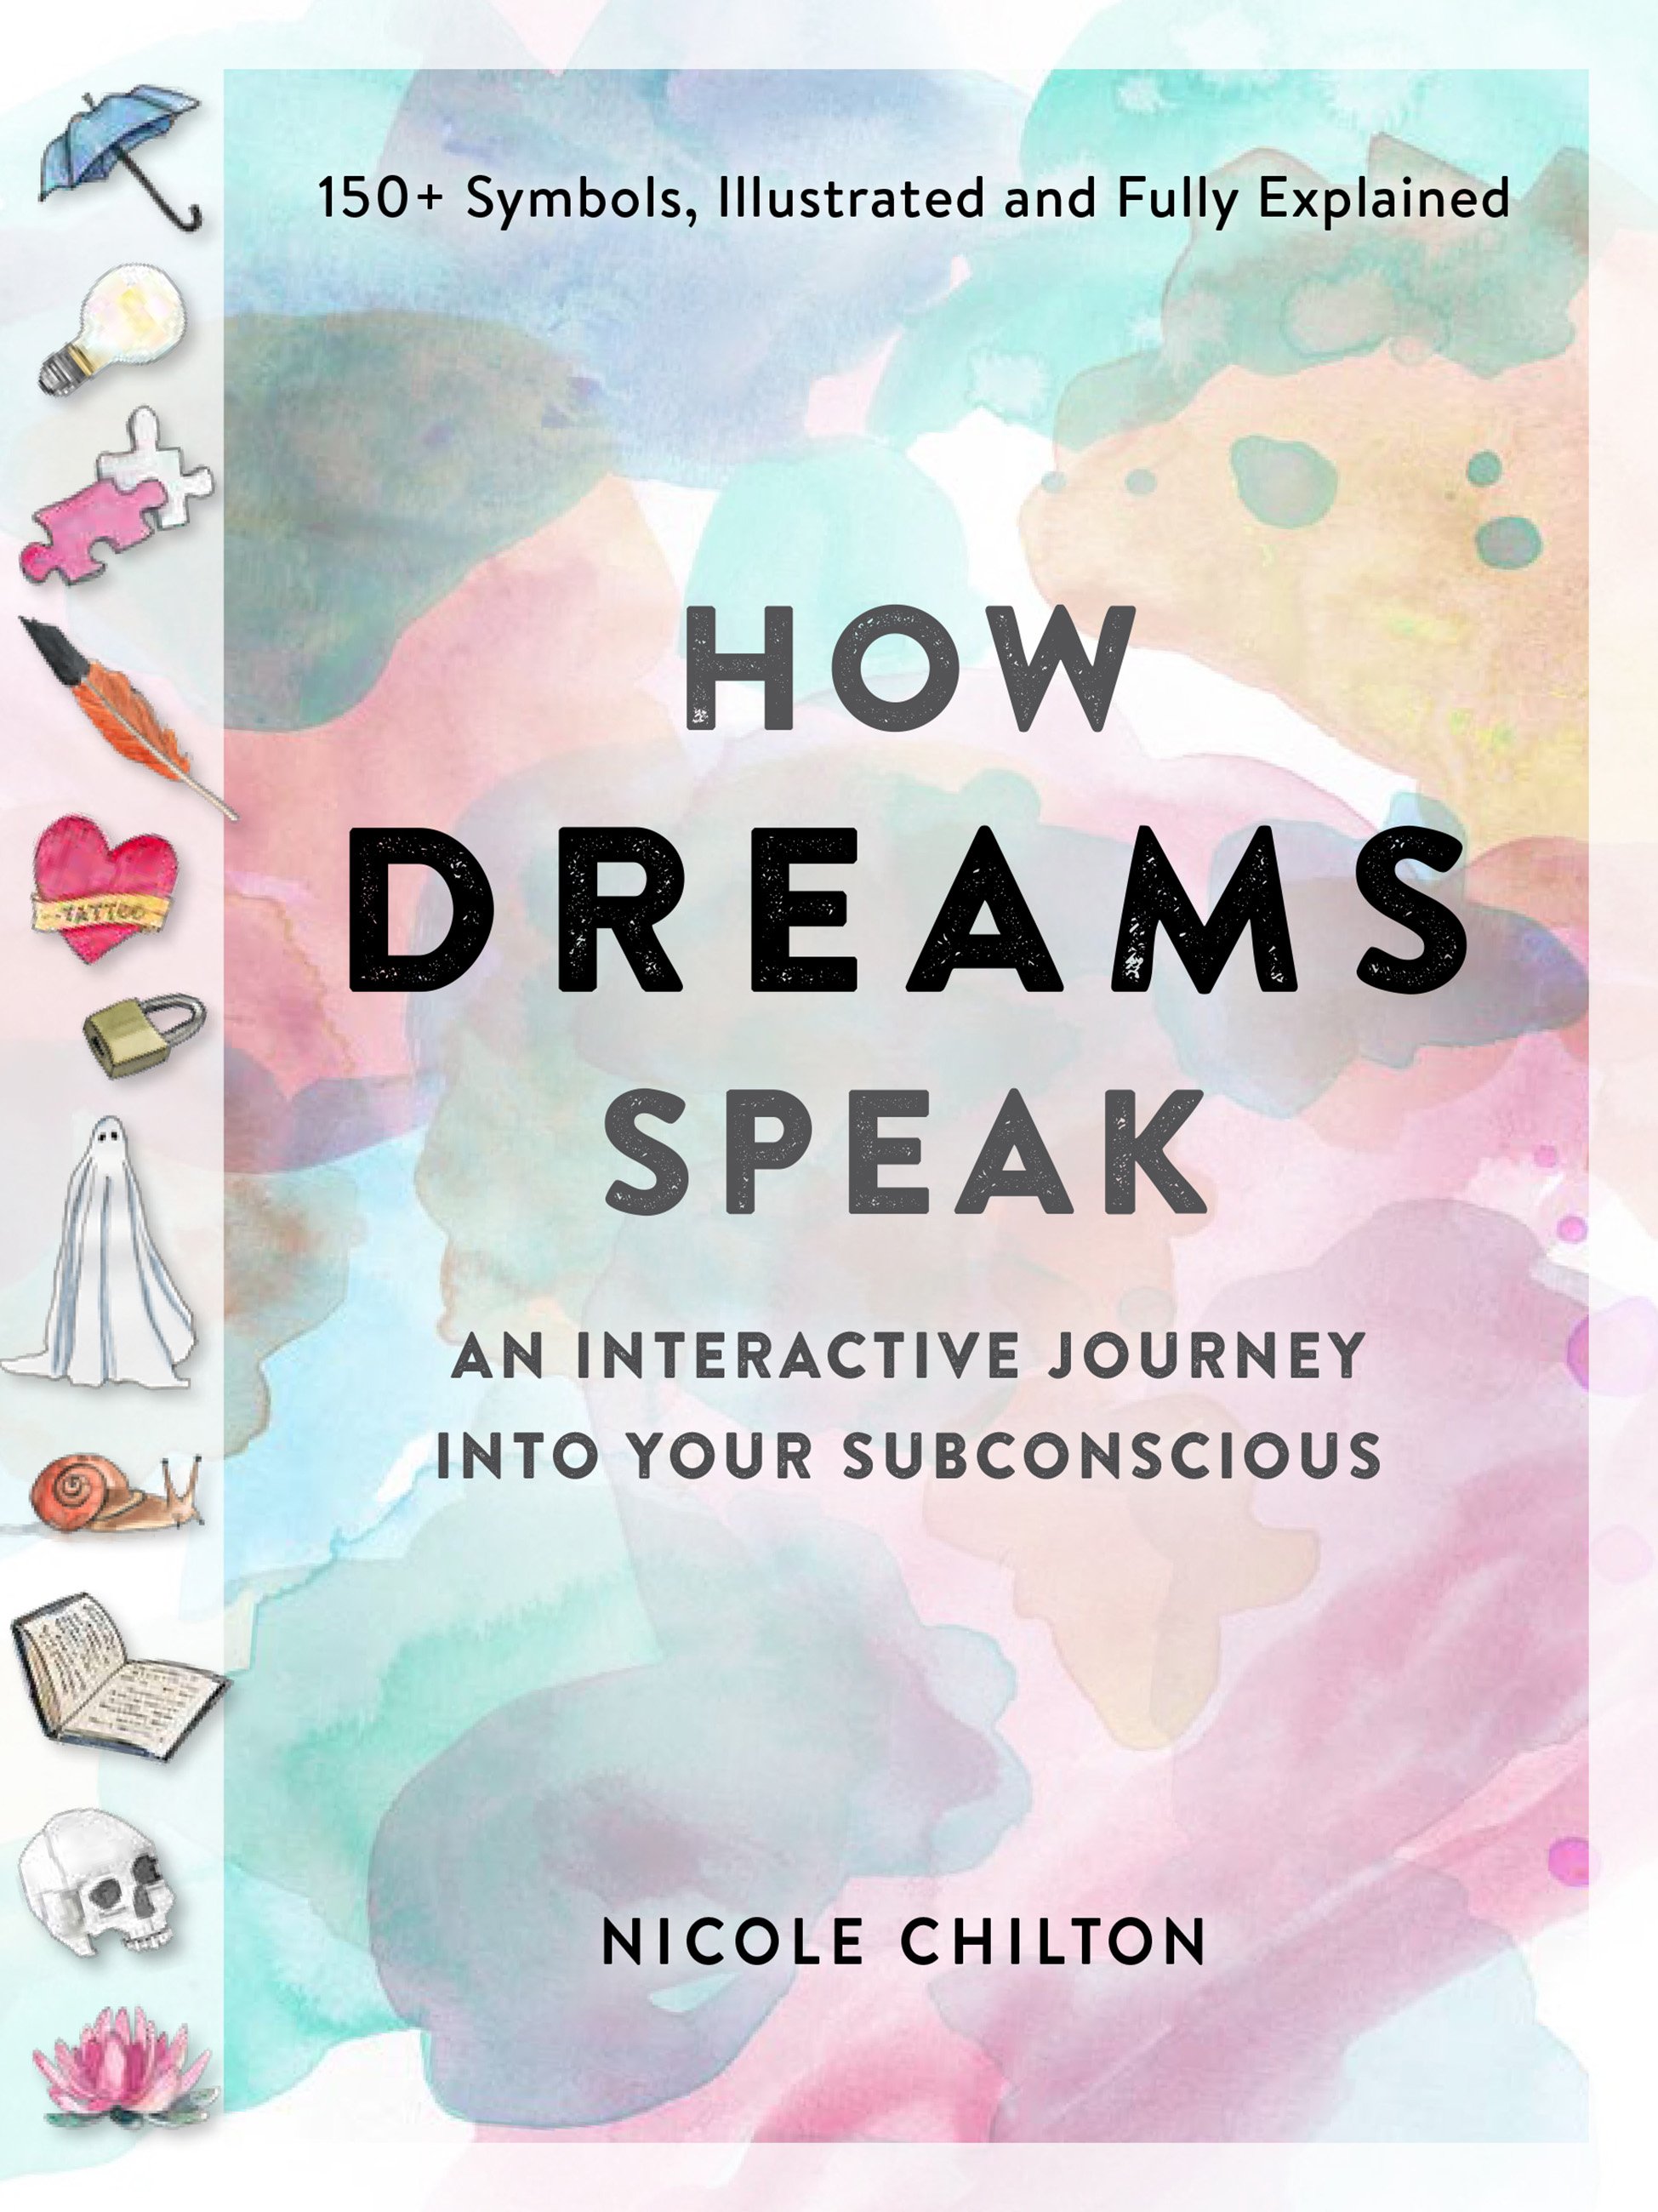 150+ Symbols, Illustrated and Fully Explained
HOW
DREAMS
SPEAK
TATTOO
AN INTERACTIVE JOURNEY
INTO YOUR SUBCONSCIOUS
NICOLE CHILTON